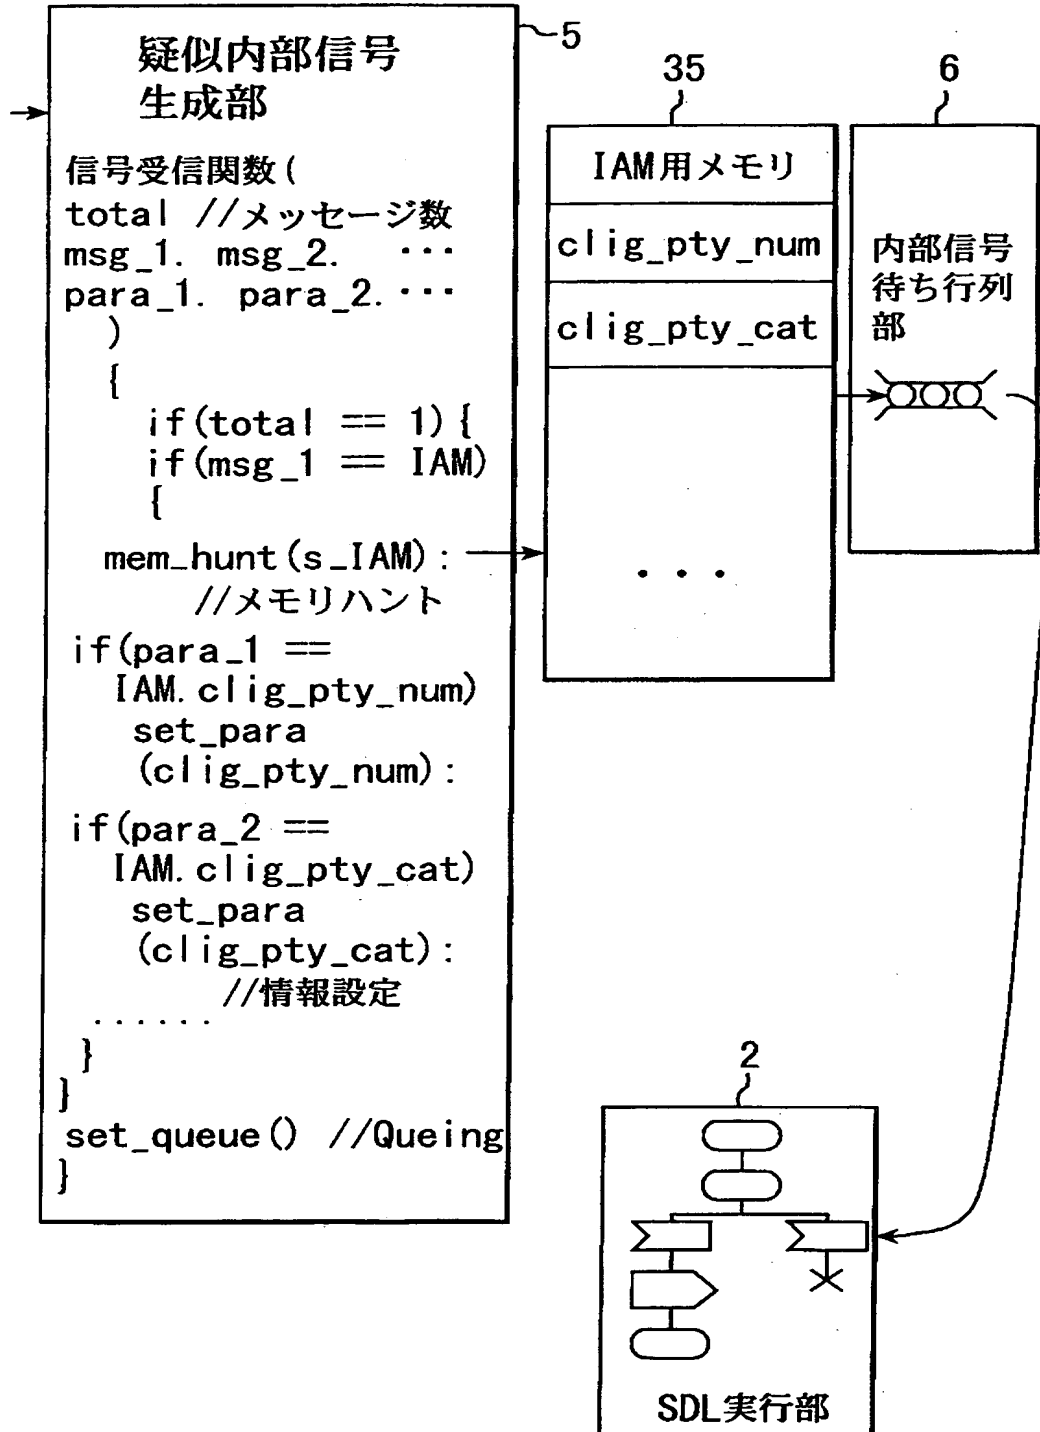 5
疑似内部信号
生成部
信号受信関数(
total //メッセージ数
msg_1. msg_2. ・・・
para_1. para_2. ・・・
)
{
if(total == 1){
if(msg_1 == IAM)
{
mem_hunt(s_IAM):
//メモリハント
if(para_1 ==
IAM.clig_pty_num)
set_para
(clig_pty_num):
if(para_2 ==
IAM.clig_pty_cat)
set_para
(clig_pty_cat):
//情報設定
......
}
}
set_queue() //Queing
}
35
IAM用メモリ
clig_pty_num
clig_pty_cat
・・・
6
内部信号
待ち行列
部
2
SDL実行部